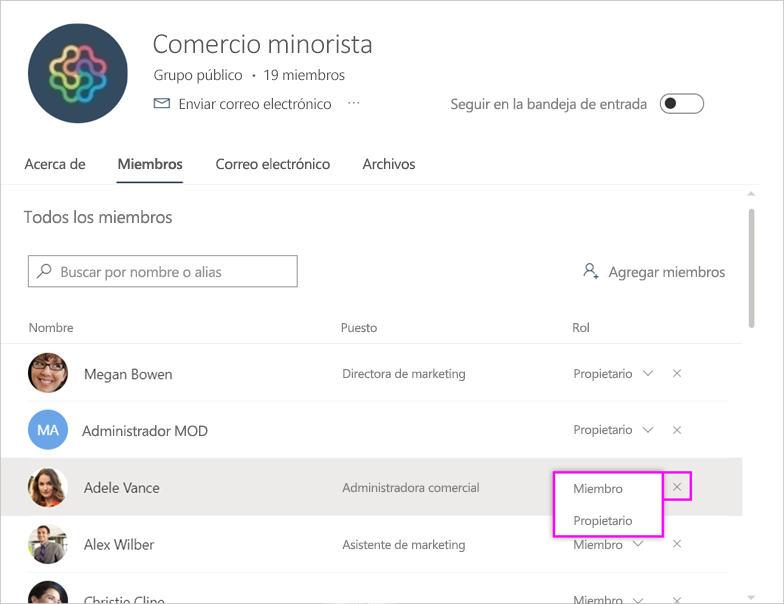 Comercio minorista
Grupo público • 19 miembros
Enviar correo electrónico ...
Seguir en la bandeja de entrada
Acerca de Miembros Correo electrónico Archivos
Todos los miembros
Buscar por nombre o alias
Agregar miembros
Nombre Puesto Rol
Megan Bowen Directora de marketing Propietario
MA Administrador MOD Propietario
Adele Vance Administradora comercial Miembro
Propietario
Alex Wilber Asistente de marketing Miembro
Christie Cline Miembro